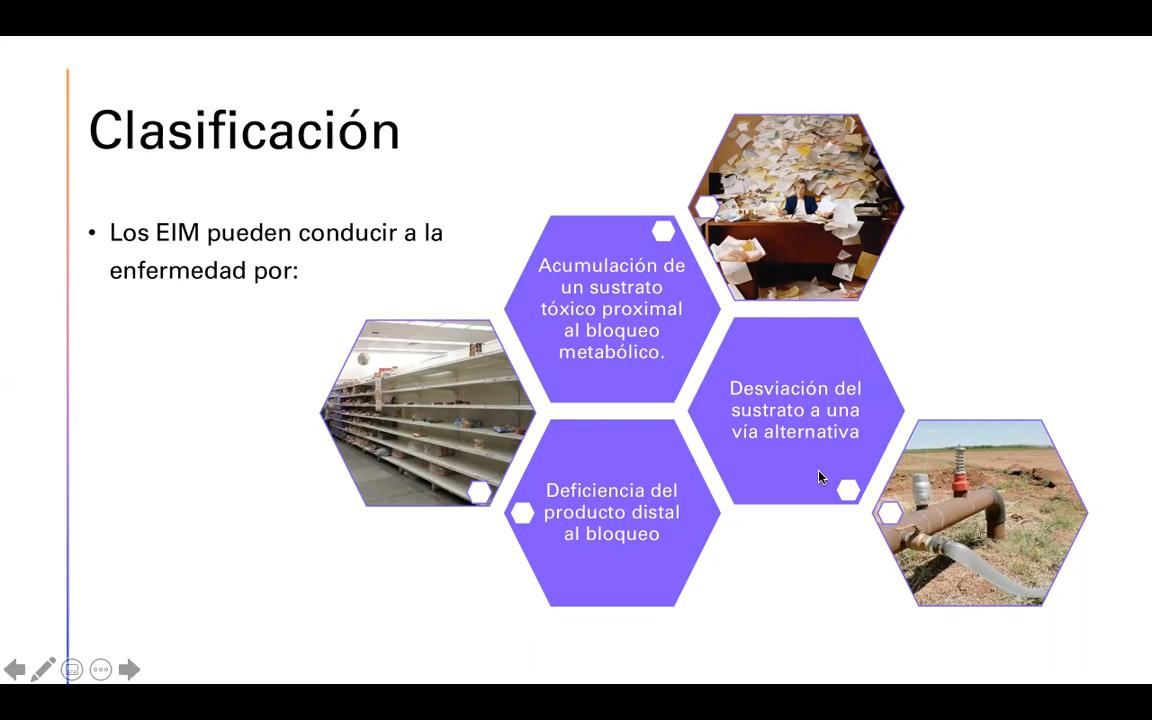 Clasificación
• Los EIM pueden conducir a la
enfermedad por:
Acumulación de
un sustrato
tóxico proximal
al bloqueo
metabólico.
Desviación del
sustrato a una
vía alternativa
Deficiencia del
producto distal
al bloqueo